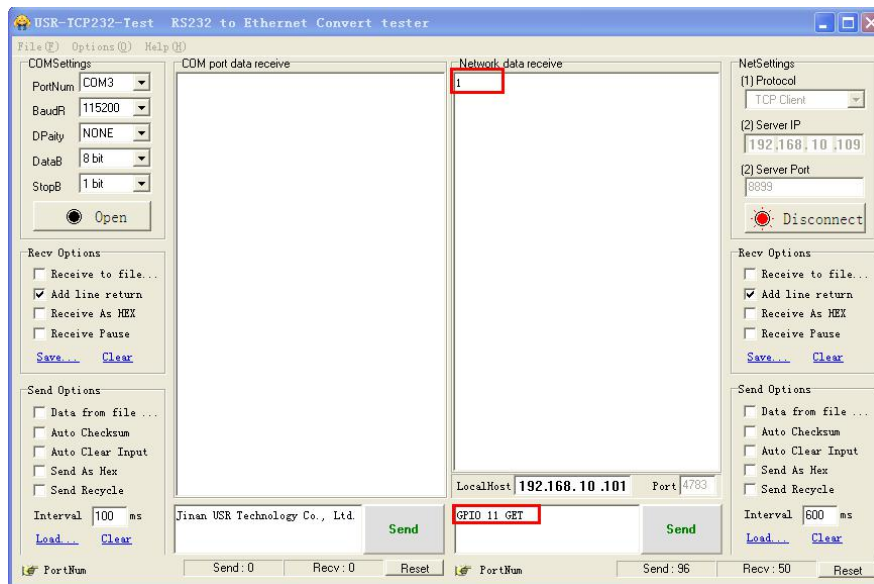 USR-TCP232-Test RS232 to Ethernet Convert tester
File(F) Options(O) Help(H)
COMSettings
PortNum COM3
BaudR 115200
DPaity NONE
DataB 8 bit
StopB 1 bit
Open
Recv Options
Receive to file...
Add line return
Receive As HEX
Receive Pause
Save... Clear
Send Options
Data from file ...
Auto Checksum
Auto Clear Input
Send As Hex
Send Recycle
Interval 100 ms
Load... Clear
COM port data receive
Jinan USR Technology Co., Ltd.
Send
Network data receive
1
LocalHost 192.168.10.101 Port 4783
GPIO 11 GET
Send
NetSettings
(1) Protocol
TCP Client
(2) Server IP
192.168.10.109
(2) Server Port
8899
Disconnect
Recv Options
Receive to file...
Add line return
Receive As HEX
Receive Pause
Save... Clear
Send Options
Data from file ...
Auto Checksum
Auto Clear Input
Send As Hex
Send Recycle
Interval 600 ms
Load... Clear
PortNum Send : 0 Recv : 0 Reset
PortNum Send : 96 Recv : 50 Reset